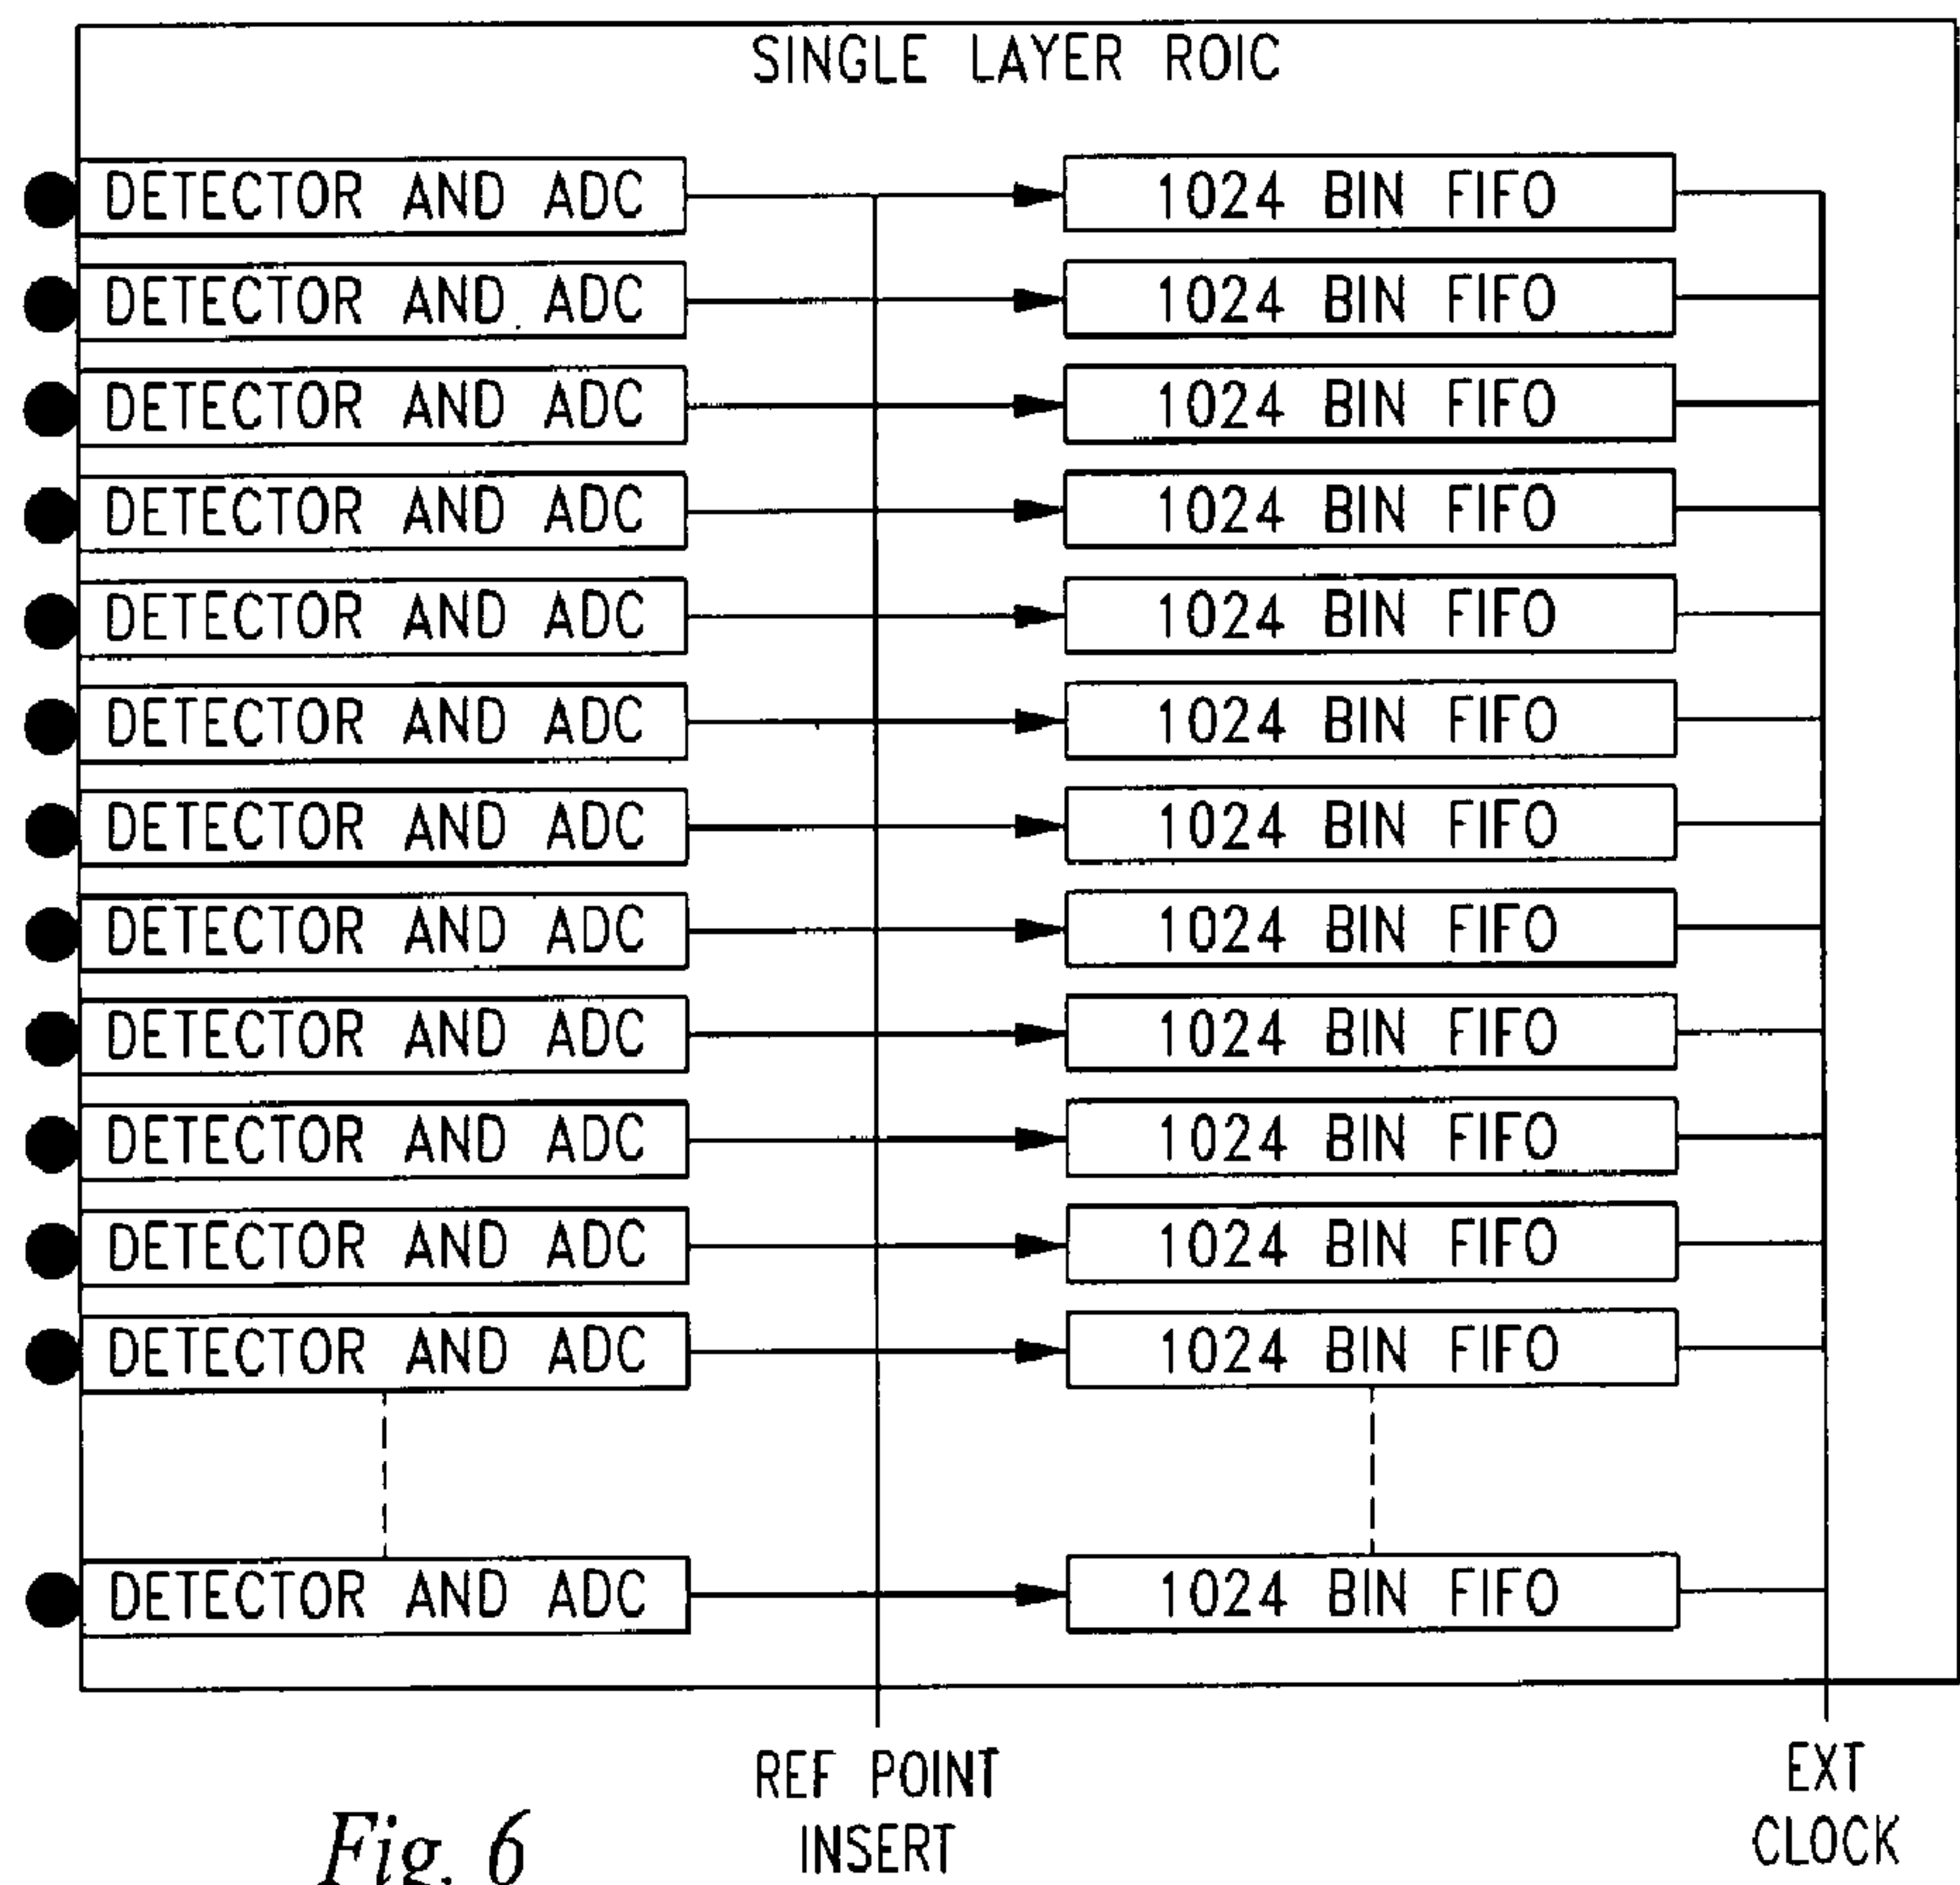 SINGLE LAYER ROIC
DETECTOR AND ADC 1024 BIN FIFO
DETECTOR AND ADC 1024 BIN FIFO
DETECTOR AND ADC 1024 BIN FIFO
DETECTOR AND ADC 1024 BIN FIFO
DETECTOR AND ADC 1024 BIN FIFO
DETECTOR AND ADC 1024 BIN FIFO
DETECTOR AND ADC 1024 BIN FIFO
DETECTOR AND ADC 1024 BIN FIFO
DETECTOR AND ADC 1024 BIN FIFO
DETECTOR AND ADC 1024 BIN FIFO
DETECTOR AND ADC 1024 BIN FIFO
DETECTOR AND ADC 1024 BIN FIFO
DETECTOR AND ADC 1024 BIN FIFO
REF POINT
INSERT
EXT
CLOCK
Fig. 6